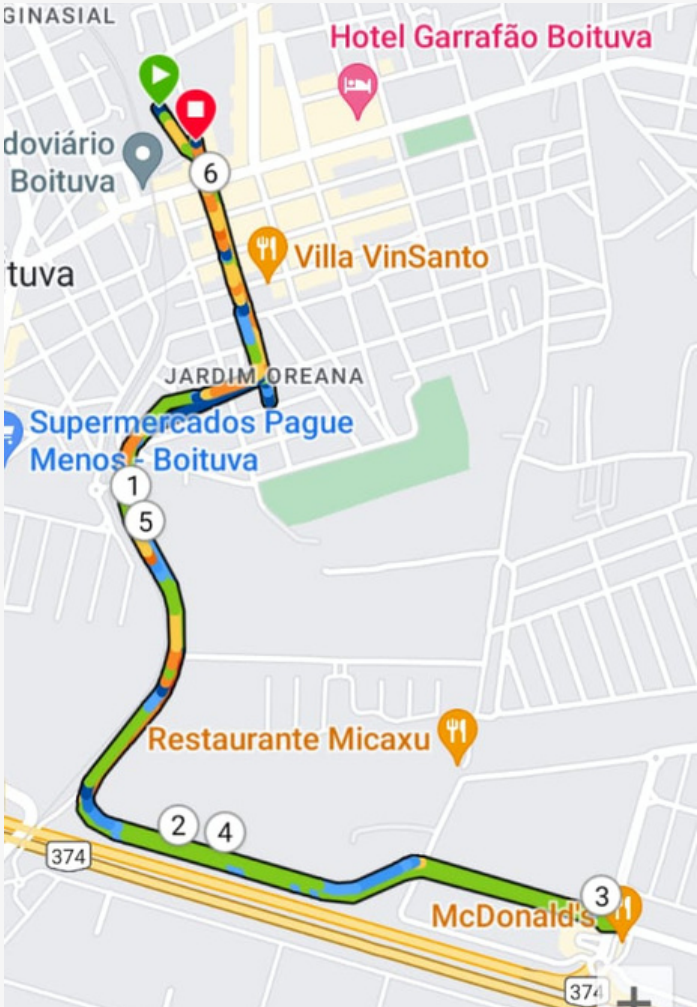 GINASIAL
Hotel Garrafão Boituva
doviário
Boituva
6
Villa VinSanto
tuva
JARDIM OREANA
Supermercados Pague
Menos - Boituva
1
5
Restaurante Micaxu
2
4
374
3
McDonald's
374
+